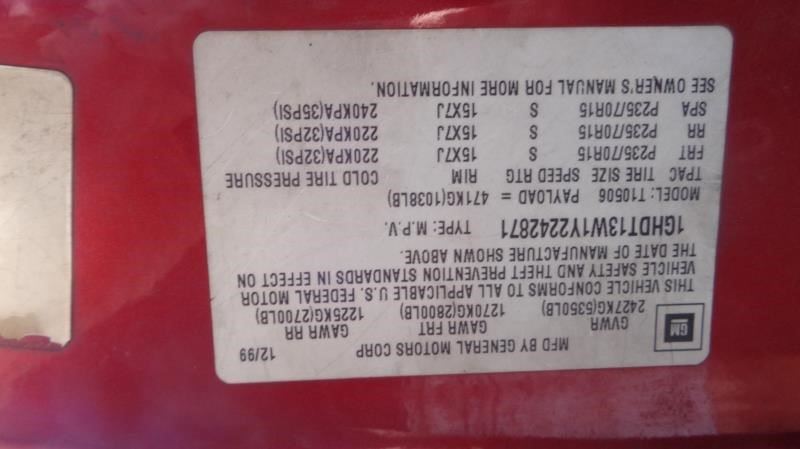 MFD BY GENERAL MOTORS CORP 12/99
GM
GVWR GAWR FRT GAWR RR
2427KG(5350LB) 1270KG(2800LB) 1225KG(2700LB)
THIS VEHICLE CONFORMS TO ALL APPLICABLE U.S. FEDERAL MOTOR
VEHICLE SAFETY AND THEFT PREVENTION STANDARDS IN EFFECT ON
THE DATE OF MANUFACTURE SHOWN ABOVE.
1GHDT13W1Y2242871 TYPE: M.P.V.
MODEL: T10506 PAYLOAD = 471KG(1038LB)
TPAC TIRE SIZE SPEED RTG RIM COLD TIRE PRESSURE
FRT P235/70R15 S 15X7J 220KPA(32PSI)
RR P235/70R15 S 15X7J 220KPA(32PSI)
SPA P235/70R15 S 15X7J 240KPA(35PSI)
SEE OWNER'S MANUAL FOR MORE INFORMATION.